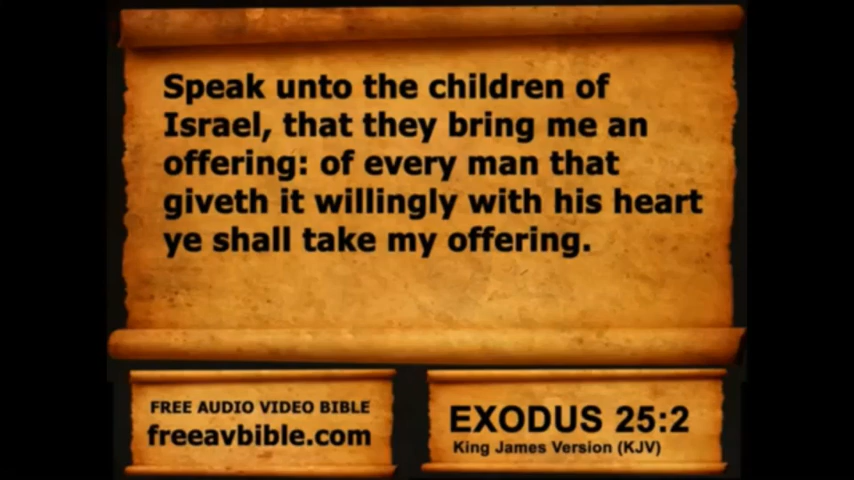 Speak unto the children of
Israel, that they bring me an
offering: of every man that
giveth it willingly with his heart
ye shall take my offering.
FREE AUDIO VIDEO BIBLE
freeavbible.com
EXODUS 25:2
King James Version (KJV)